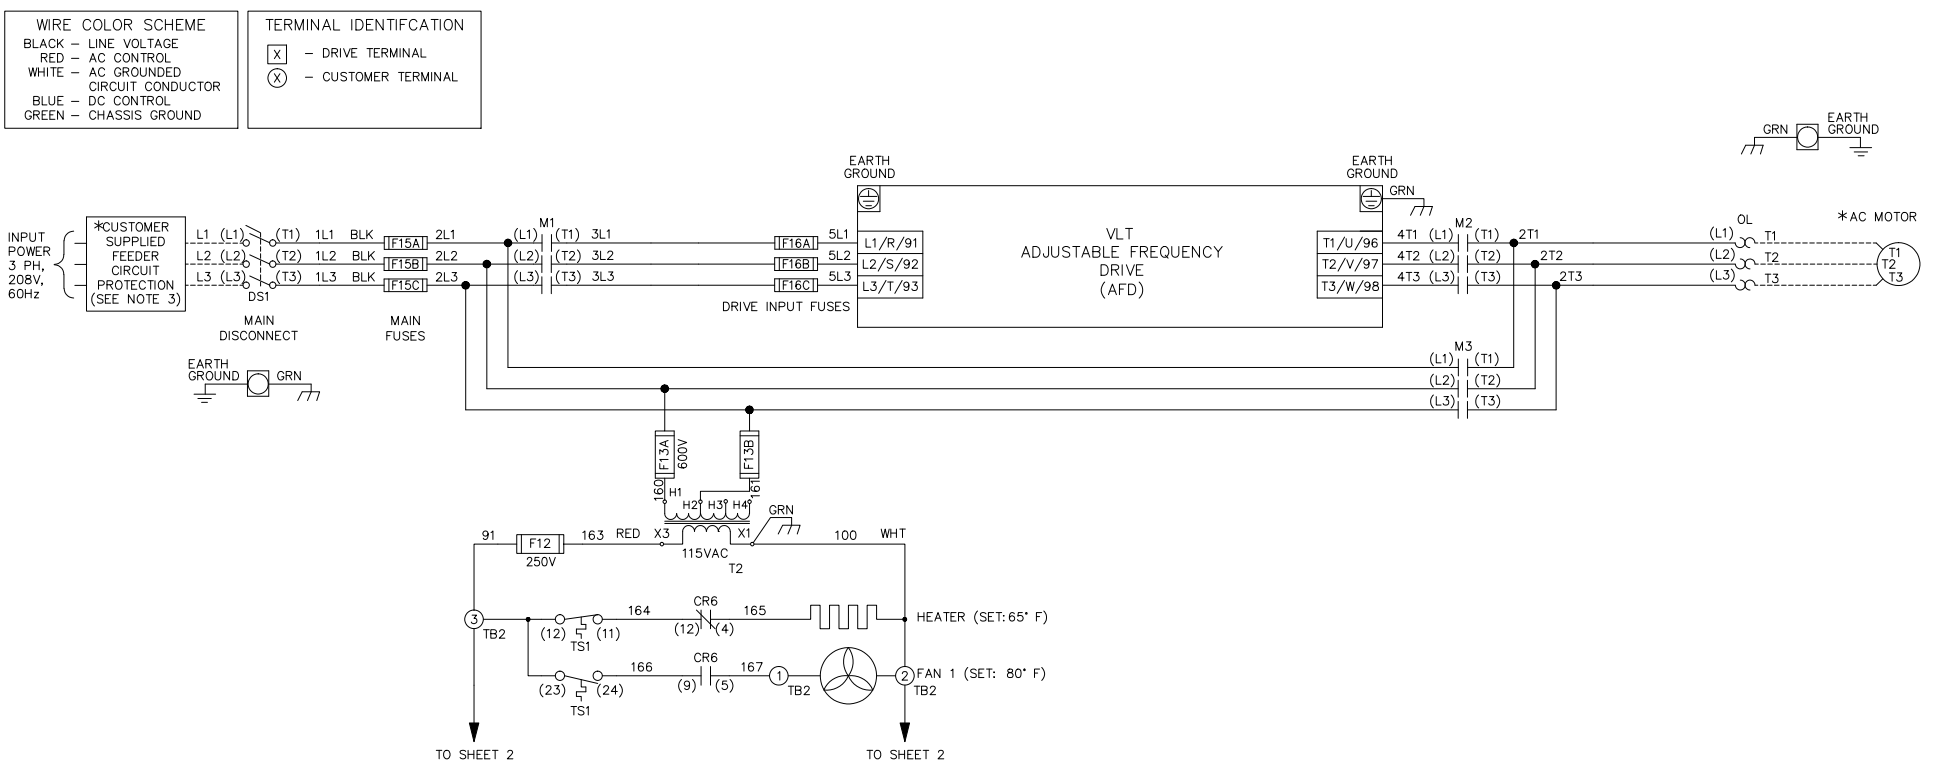 WIRE COLOR SCHEME
BLACK – LINE VOLTAGE
RED – AC CONTROL
WHITE – AC GROUNDED
CIRCUIT CONDUCTOR
BLUE – DC CONTROL
GREEN – CHASSIS GROUND
TERMINAL IDENTIFCATION
X – DRIVE TERMINAL
X – CUSTOMER TERMINAL
GRN
EARTH
GROUND
EARTH
GROUND
EARTH
GROUND
GRN
INPUT
POWER
3 PH,
208V,
60Hz
*CUSTOMER
SUPPLIED
FEEDER
CIRCUIT
PROTECTION
(SEE NOTE 3)
L1 (L1) (T1) 1L1 BLK F15A 2L1 (L1) M1 (T1) 3L1 F16A 5L1 L1/R/91
L2 (L2) (T2) 1L2 BLK F15B 2L2 (L2) (T2) 3L2 F16B 5L2 L2/S/92
L3 (L3) (T3) 1L3 BLK F15C 2L3 (L3) (T3) 3L3 F16C 5L3 L3/T/93
DS1
MAIN
DISCONNECT
MAIN
FUSES
DRIVE INPUT FUSES
VLT
ADJUSTABLE FREQUENCY
DRIVE
(AFD)
T1/U/96 4T1 (L1) M2 (T1) 2T1 (L1) OL T1
T2/V/97 4T2 (L2) (T2) 2T2 (L2) T2
T3/W/98 4T3 (L3) (T3) 2T3 (L3) T3
*AC MOTOR
T1
T2
T3
EARTH
GROUND
GRN
M3
(L1) (T1)
(L2) (T2)
(L3) (T3)
F13A
600V
F13B
160
161
H1
H2 H3 H4
GRN
91 F12 163 RED X3 X1 100 WHT
250V
115VAC
T2
3
TB2
(12) (11)
TS1
164
CR6
(12) (4)
165
HEATER (SET:65° F)
(23) (24)
TS1
166
CR6
(9) (5)
167
1
TB2
2
TB2
FAN 1 (SET: 80° F)
TO SHEET 2
TO SHEET 2